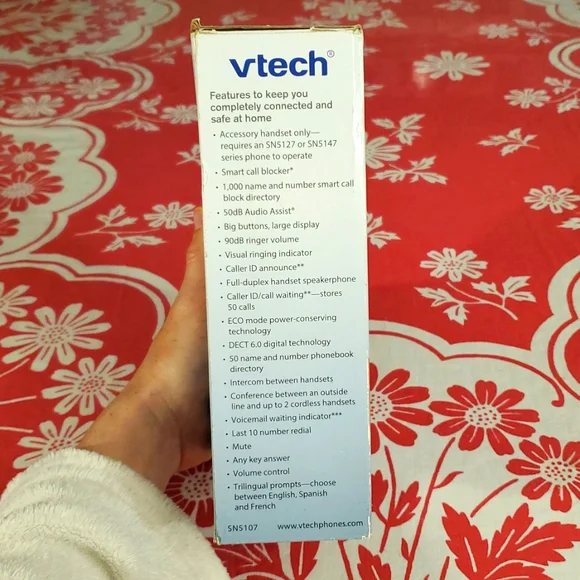 vtech®
Features to keep you
completely connected and
safe at home
• Accessory handset only—
requires an SN5127 or SN5147
series phone to operate
• Smart call blocker*
• 1,000 name and number smart call
block directory
• 50dB Audio Assist*
• Big buttons, large display
• 90dB ringer volume
• Visual ringing indicator
• Caller ID announce**
• Full-duplex handset speakerphone
• Caller ID/call waiting**—stores
50 calls
• ECO mode power-conserving
technology
• DECT 6.0 digital technology
• 50 name and number phonebook
directory
• Intercom between handsets
• Conference between an outside
line and up to 2 cordless handsets
• Voicemail waiting indicator***
• Last 10 number redial
• Mute
• Any key answer
• Volume control
• Trilingual prompts—choose
between English, Spanish
and French
SN5107 www.vtechphones.com